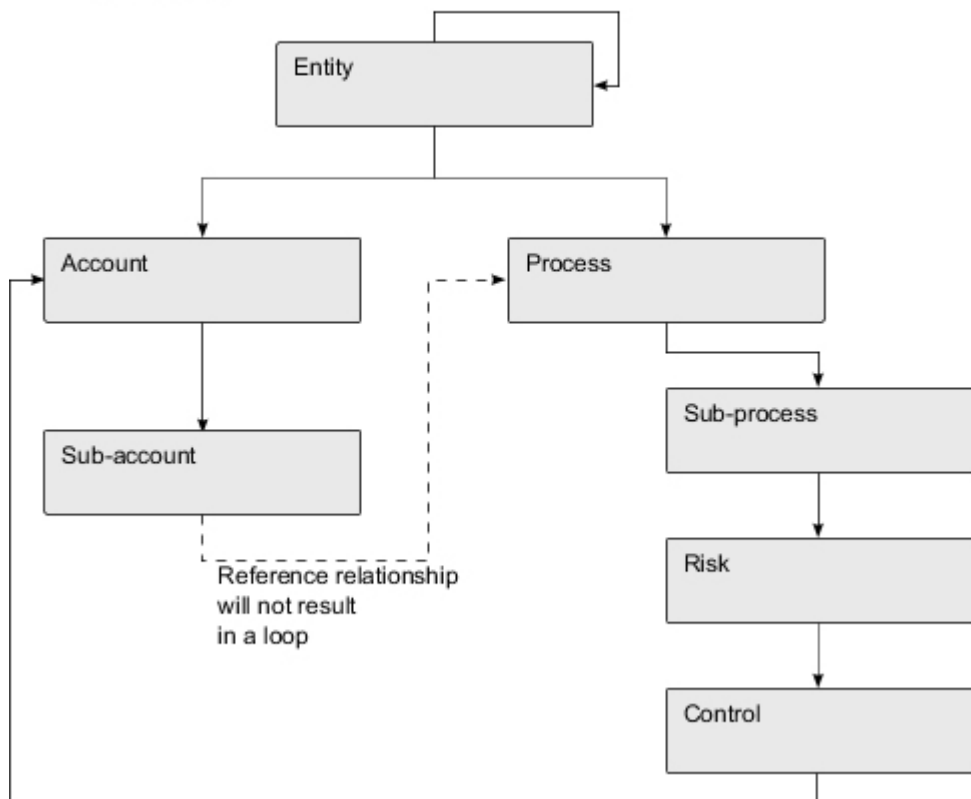 Entity
Account
Process
Sub-process
Sub-account
Risk
Reference relationship
will not result
in a loop
Control